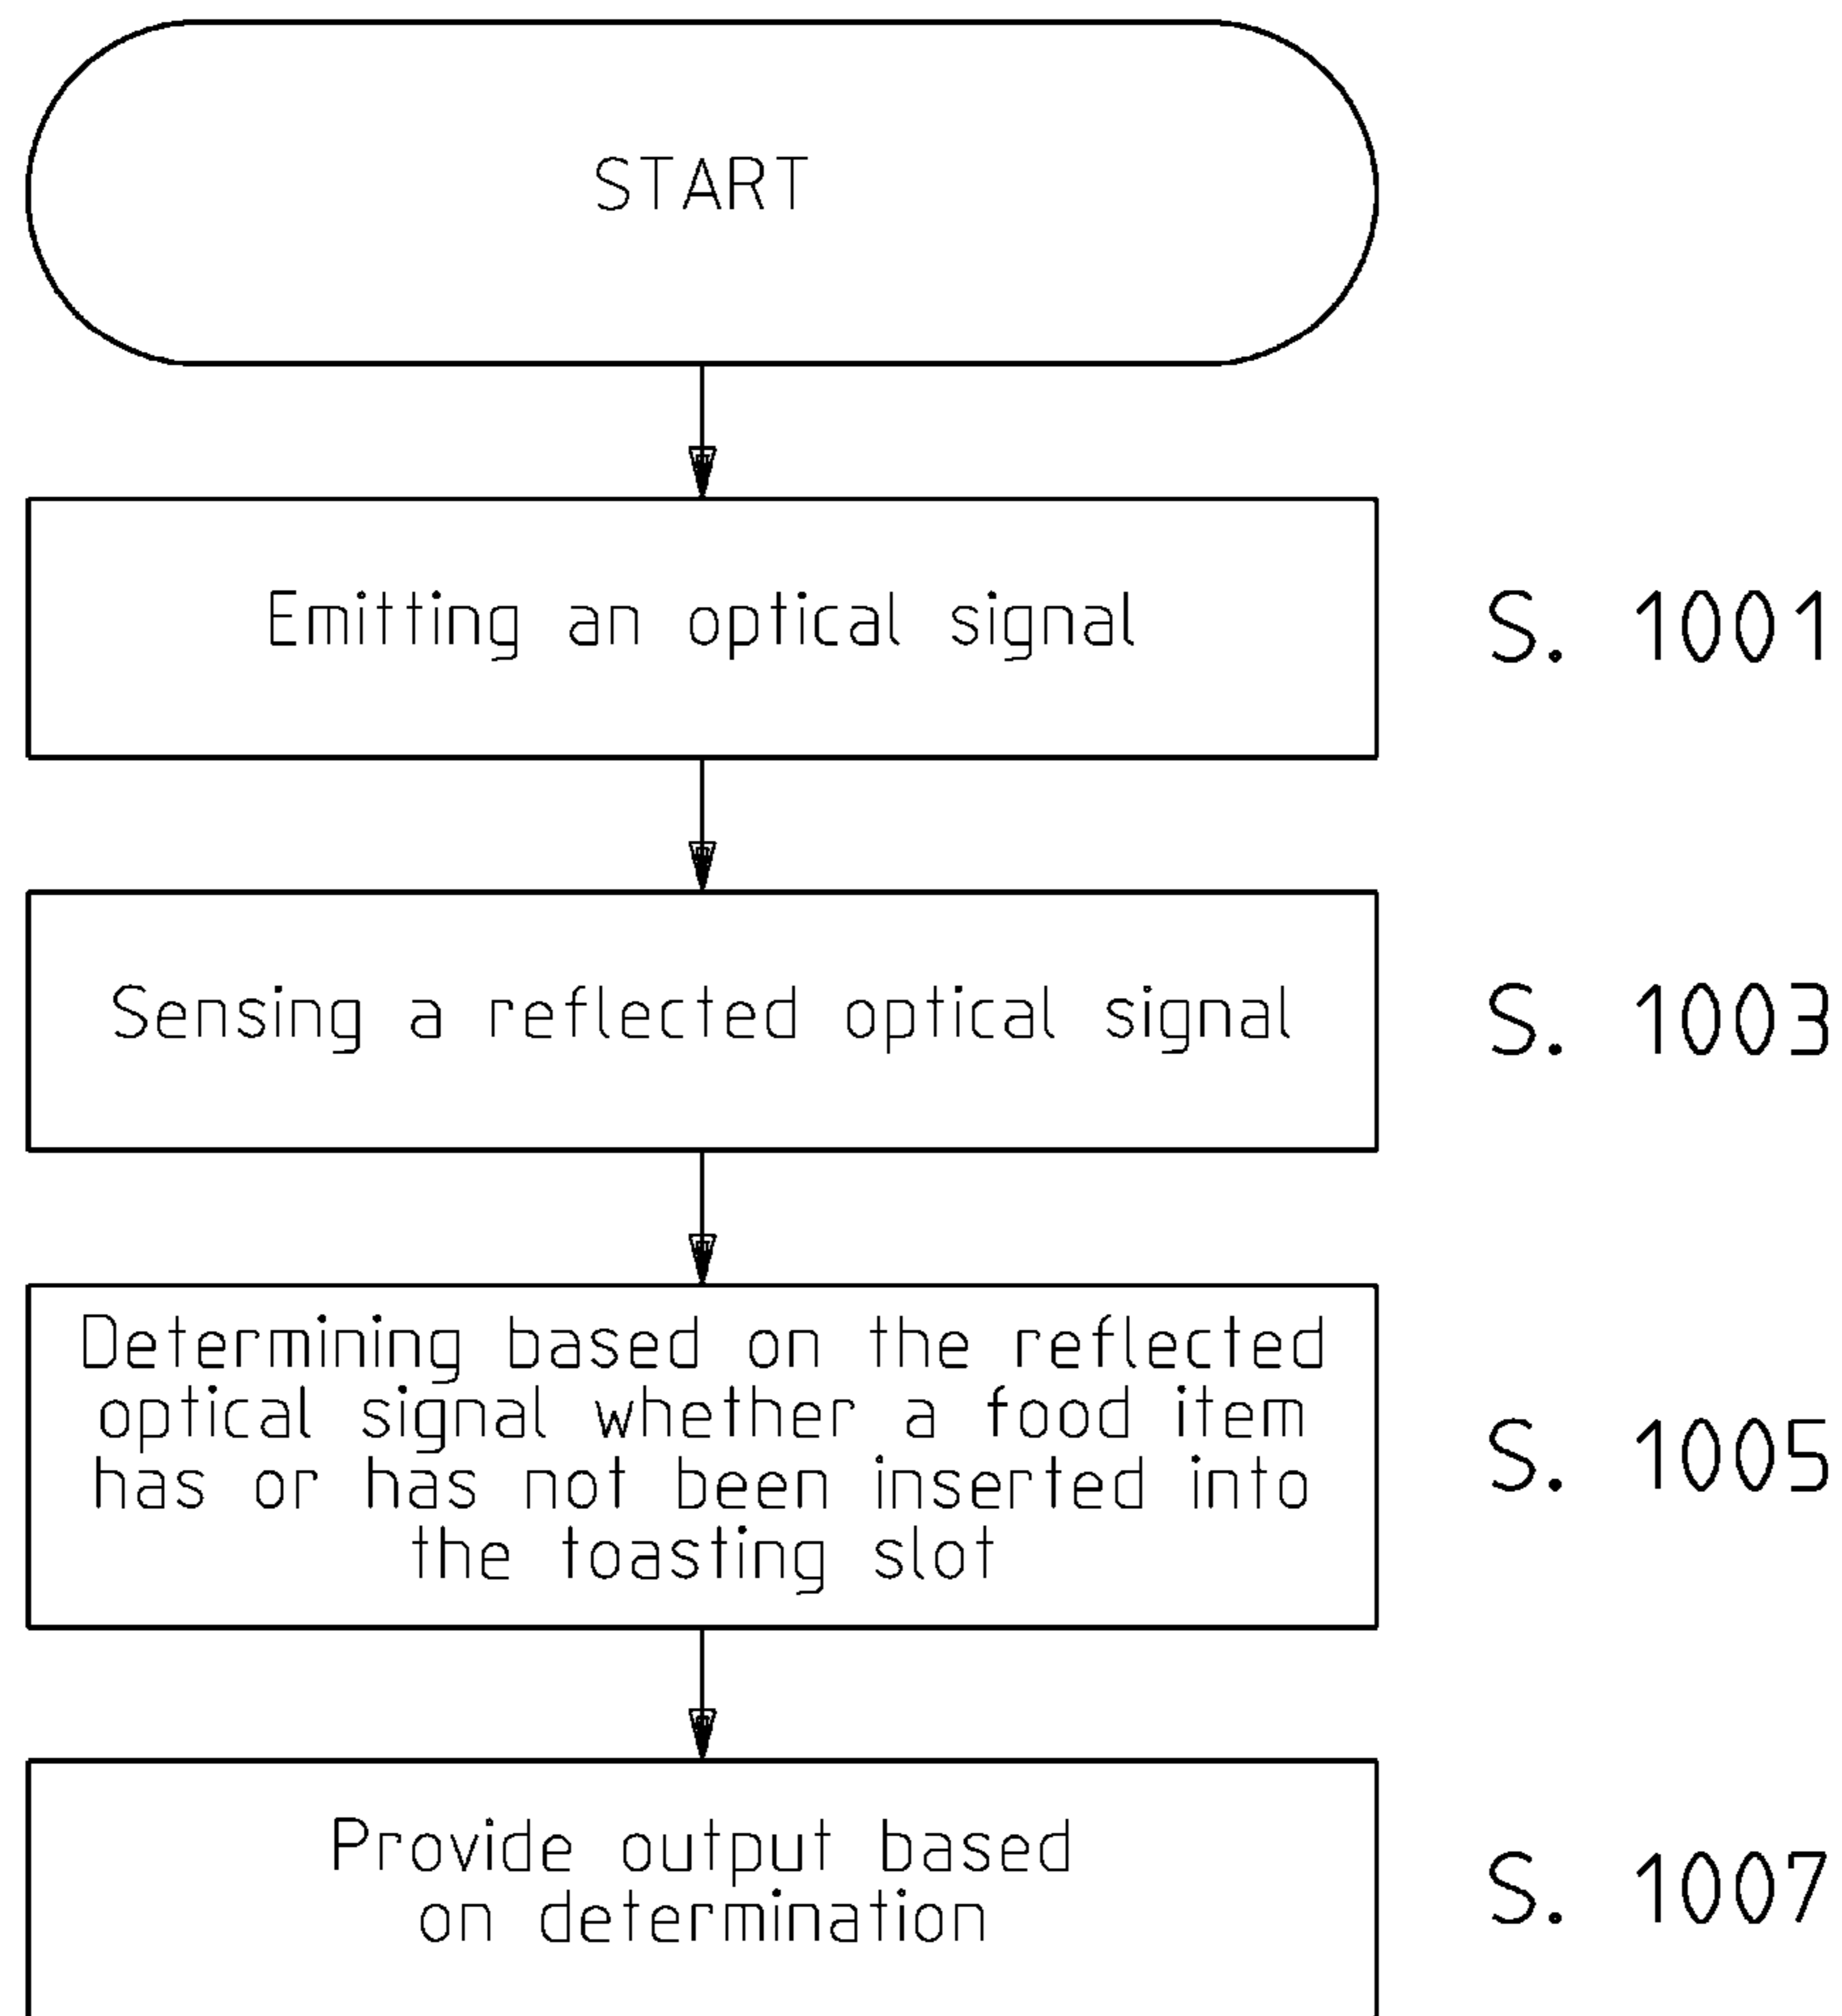 START
Emitting an optical signal
S. 1001
Sensing a reflected optical signal
S. 1003
Determining based on the reflected
optical signal whether a food item
has or has not been inserted into
the toasting slot
S. 1005
Provide output based
on determination
S. 1007